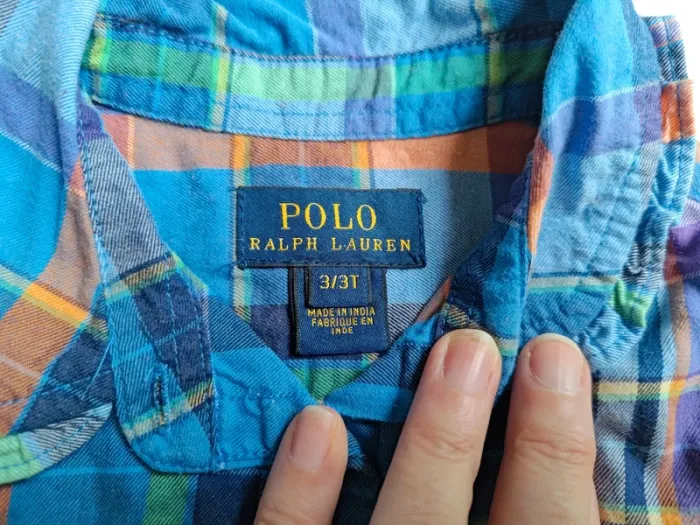 POLO
RALPH LAUREN
3/3T
MADE IN INDIA
FABRIQUE EN
INDE